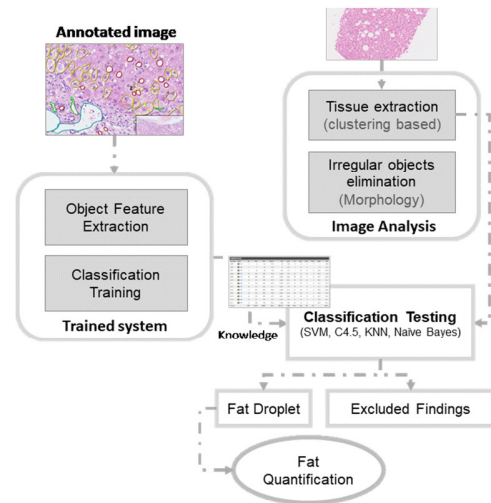 Annotated image
Tissue extraction
(clustering based)
Irregular objects
elimination
(Morphology)
Image Analysis
Object Feature
Extraction
Classification
Training
Trained system
Knowledge
Classification Testing
(SVM, C4.5, KNN, Naive Bayes)
Fat Droplet
Excluded Findings
Fat
Quantification